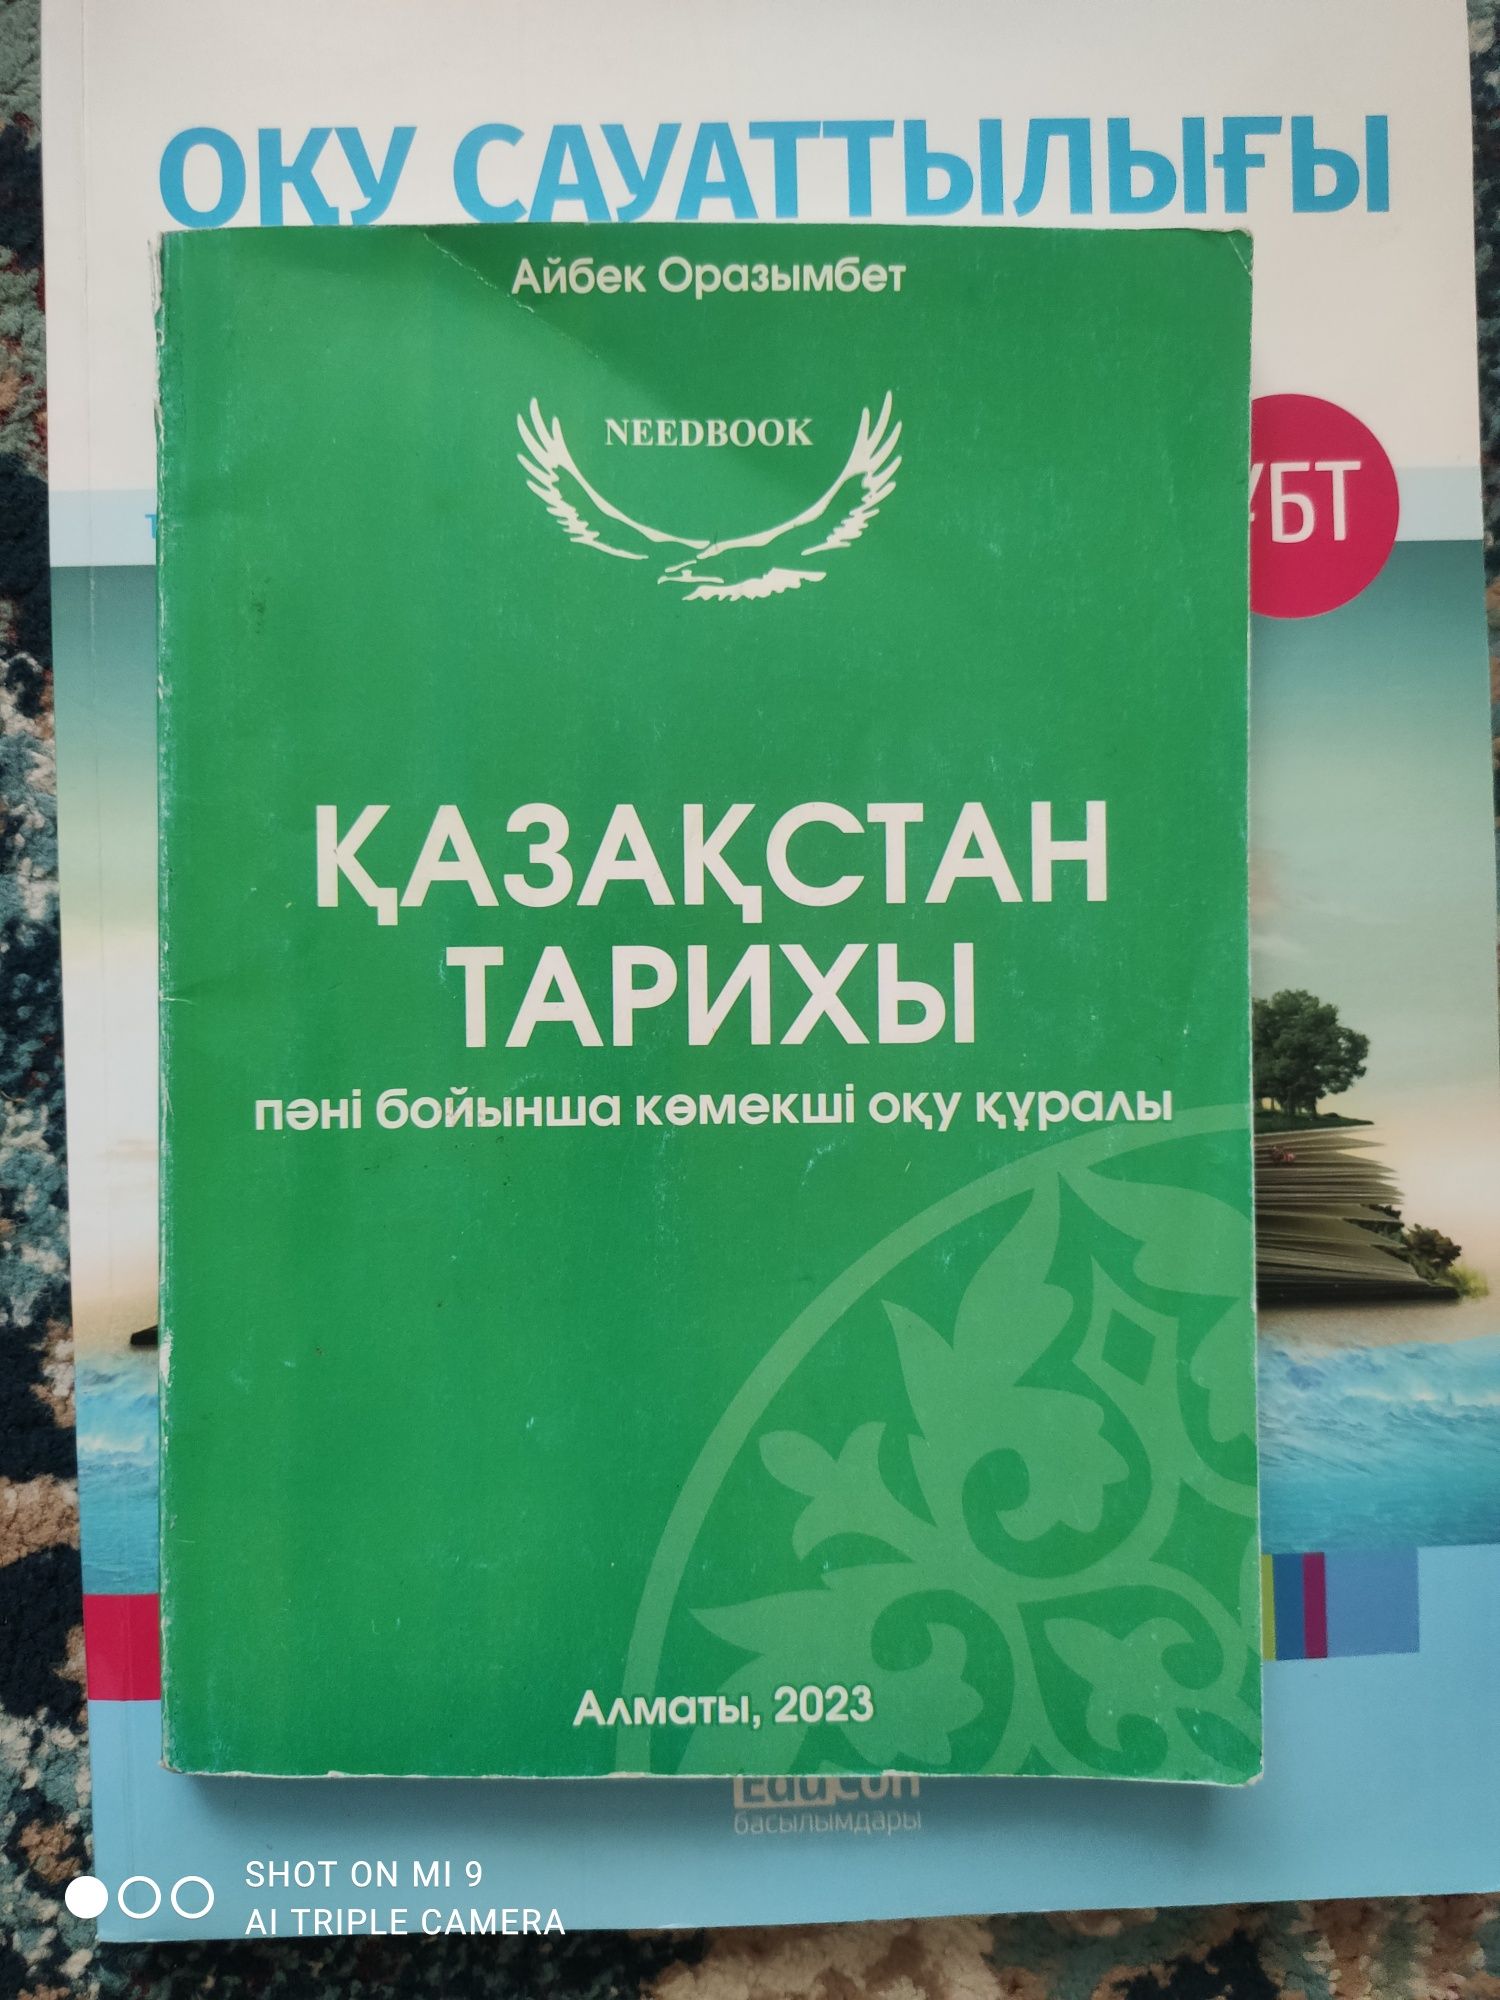 ОҚУ САУАТТЫЛЫҒЫ
Айбек Оразымбет
NEEDBOOK
ҰБТ
ҚАЗАҚСТАН
ТАРИХЫ
пәні бойынша көмекші оқу құралы
Алматы, 2023
EduCon
басылымдары
SHOT ON MI 9
AI TRIPLE CAMERA